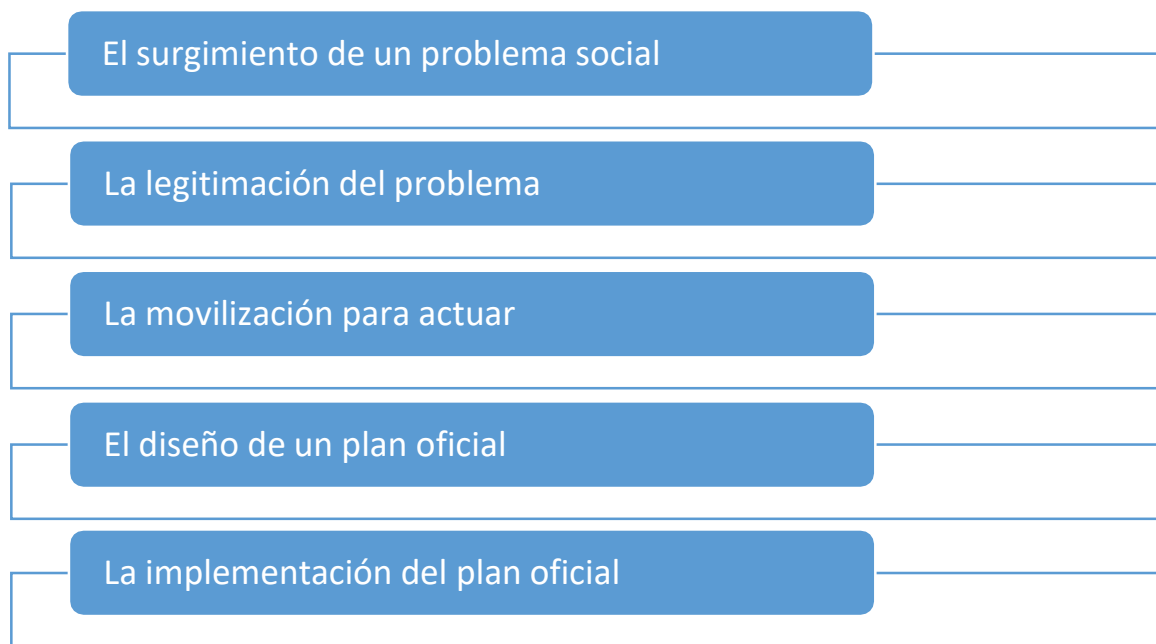 El surgimiento de un problema social
La legitimación del problema
La movilización para actuar
El diseño de un plan oficial
La implementación del plan oficial